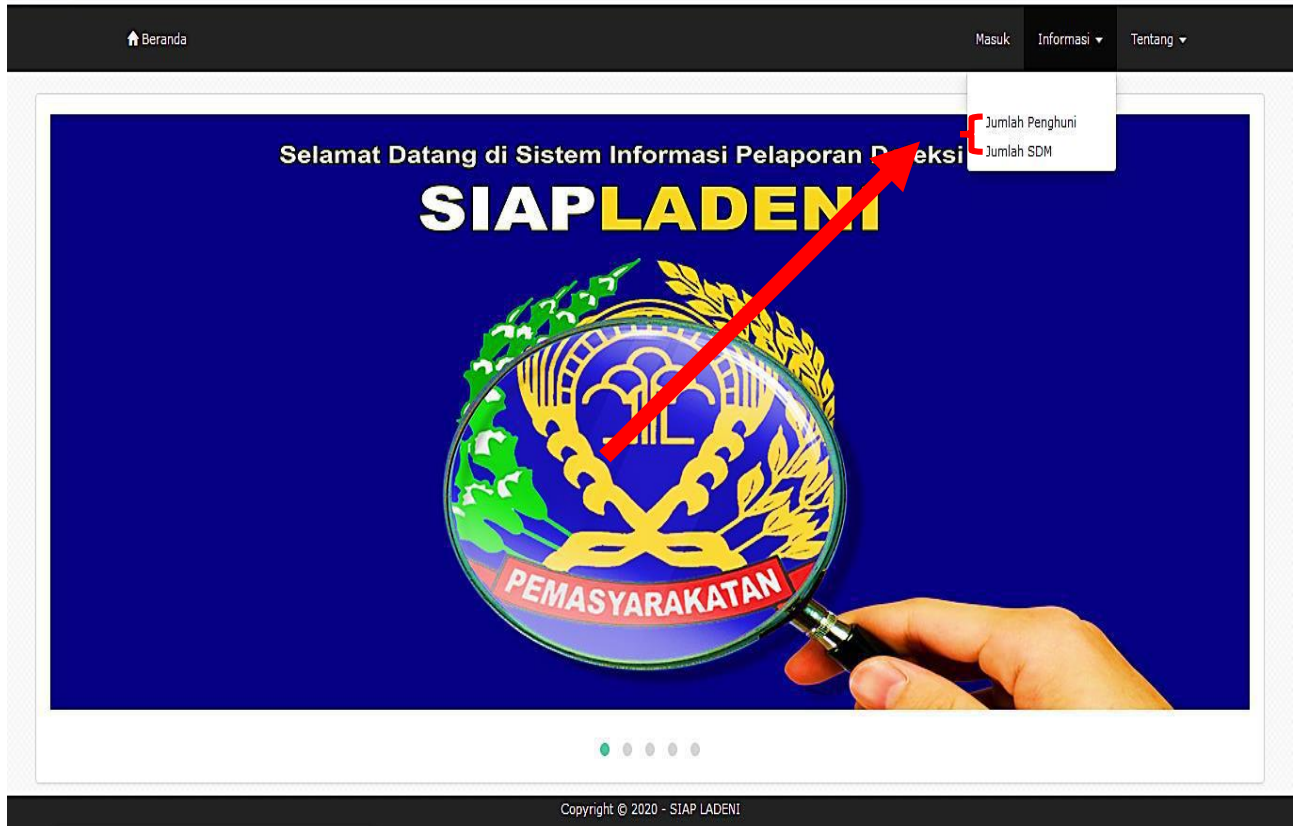 Beranda
Masuk Informasi Tentang
Jumlah Penghuni
Jumlah SDM
Selamat Datang di Sistem Informasi Pelaporan
SIAPLADENI
PEMASYARAKATAN
Copyright © 2020 - SIAP LADENI